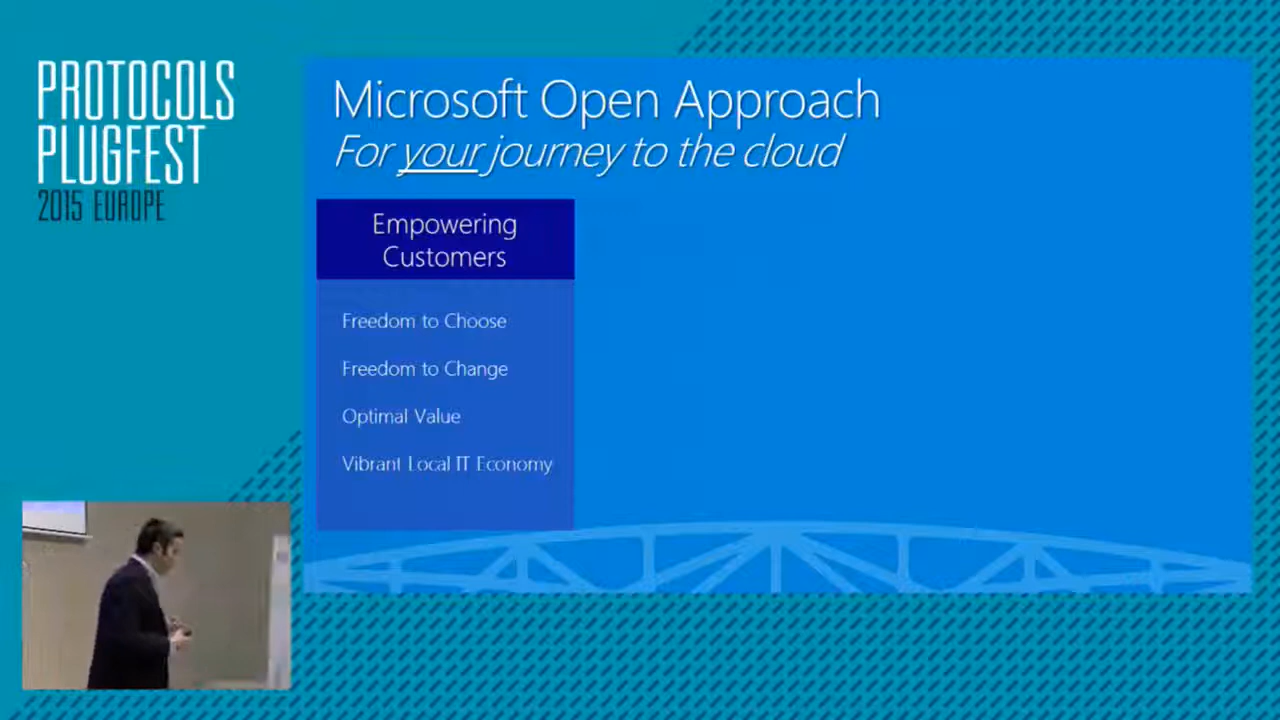 PROTOCOLS
PLUGFEST
2015 EUROPE
Microsoft Open Approach
For your journey to the cloud
Empowering
Customers
Freedom to Choose
Freedom to Change
Optimal Value
Vibrant Local IT Economy